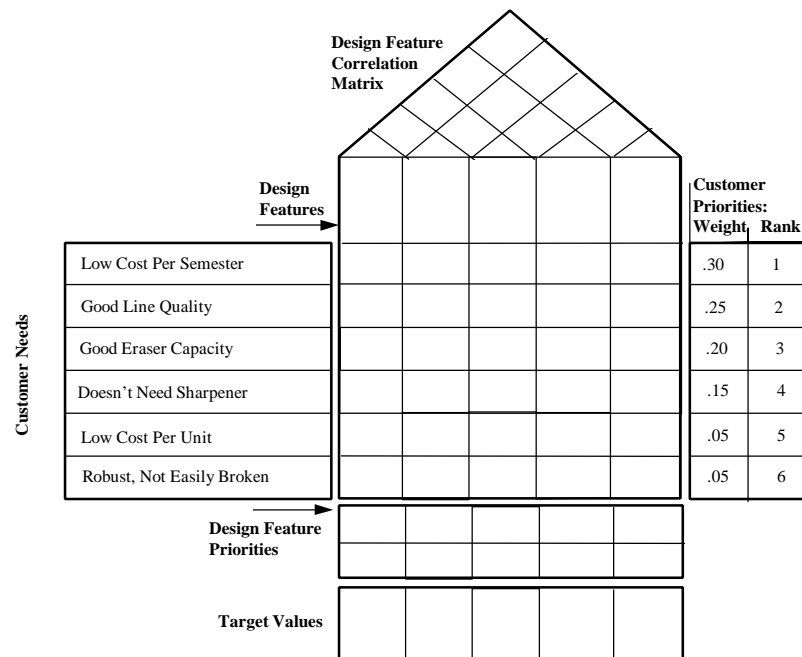 Design Feature
Correlation
Matrix
Design
Features
Customer
Priorities:
Weight Rank
Customer Needs
Low Cost Per Semester .30 1
Good Line Quality .25 2
Good Eraser Capacity .20 3
Doesn’t Need Sharpener .15 4
Low Cost Per Unit .05 5
Robust, Not Easily Broken .05 6
Design Feature
Priorities
Target Values